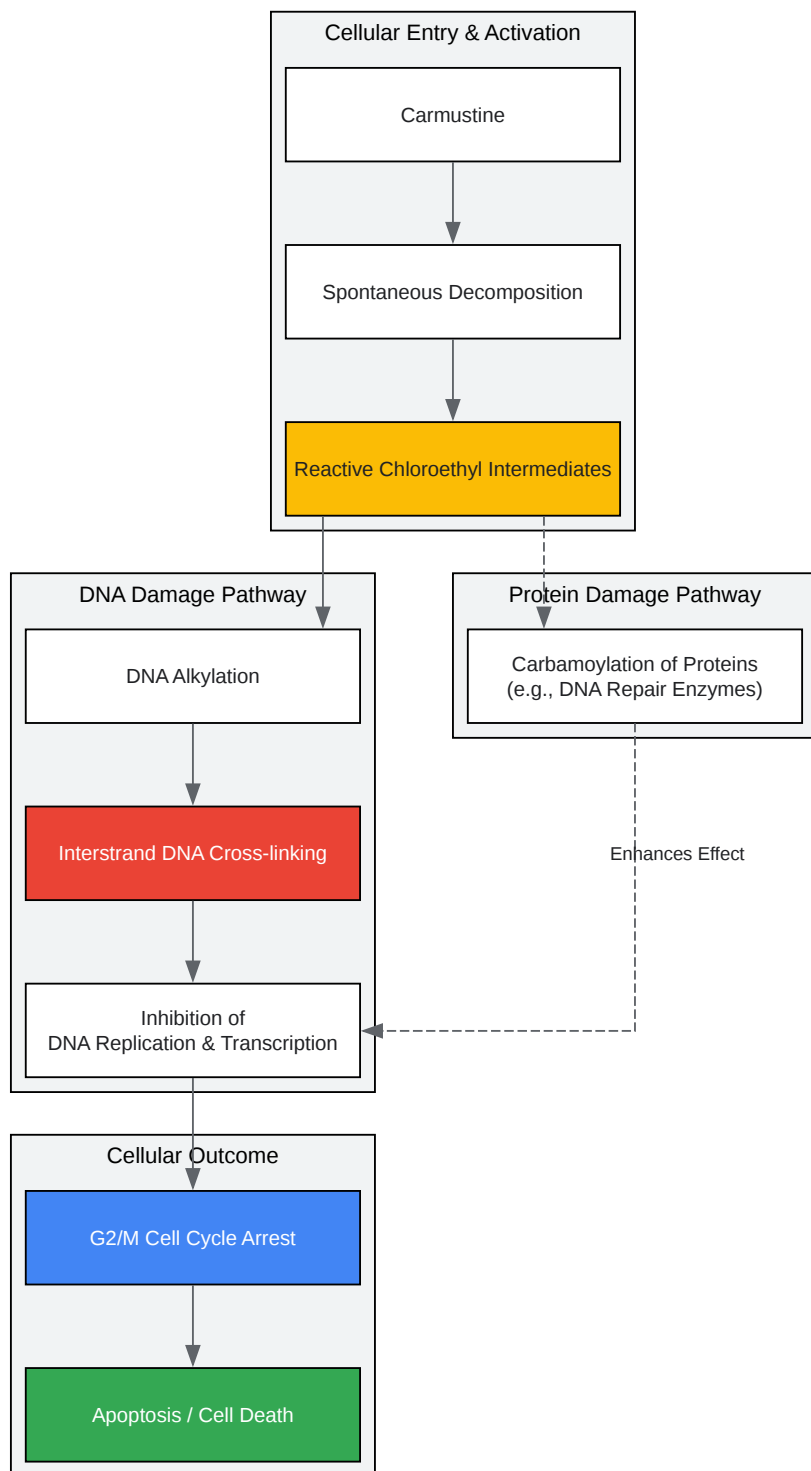 Cellular Entry & Activation
Carmustine
Spontaneous Decomposition
Reactive Chloroethyl Intermediates
DNA Damage Pathway
DNA Alkylation
Interstrand DNA Cross-linking
Inhibition of
DNA Replication & Transcription
Protein Damage Pathway
Carbamoylation of Proteins
(e.g., DNA Repair Enzymes)
Enhances Effect
Cellular Outcome
G2/M Cell Cycle Arrest
Apoptosis / Cell Death